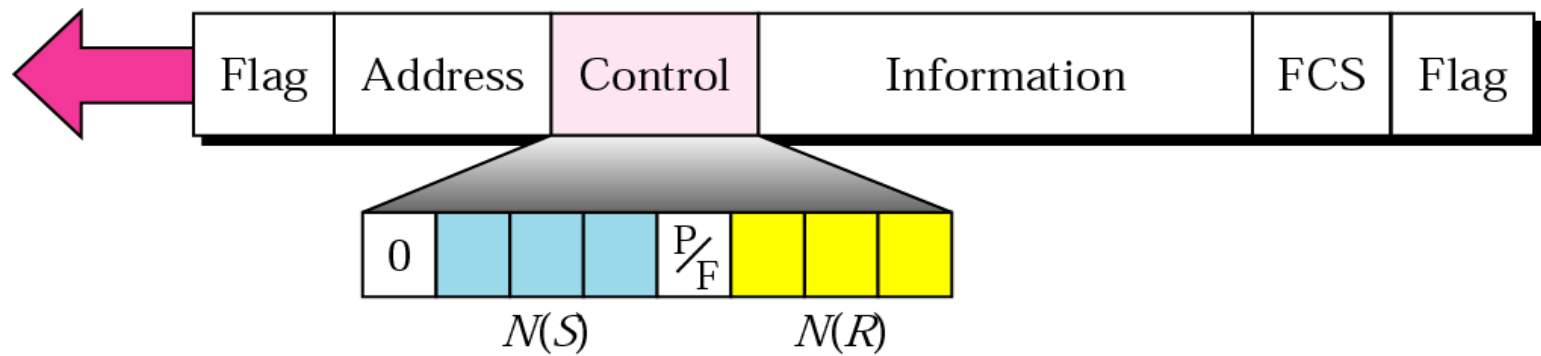 Flag Address Control Information FCS Flag
0 P/F
N(S) N(R)